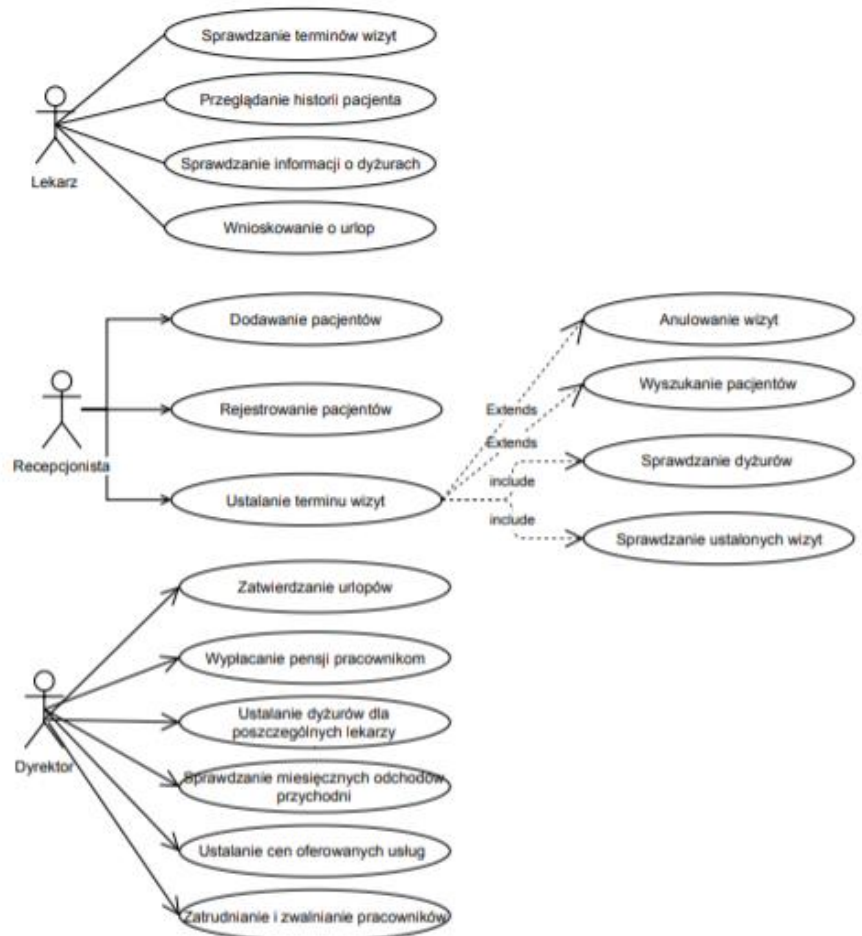 Sprawdzanie terminów wizyt
Przeglądanie historii pacjenta
Sprawdzanie informacji o dyżurach
Wnioskowanie o urlop
Lekarz
Dodawanie pacjentów
Rejestrowanie pacjentów
Ustalanie terminu wizyt
Recepcjonista
Extends
Extends
include
include
Anulowanie wizyt
Wyszukanie pacjentów
Sprawdzanie dyżurów
Sprawdzanie ustalonych wizyt
Zatwierdzanie urlopów
Wypłacanie pensji pracownikom
Ustalanie dyżurów dla
poszczególnych lekarzy
Sprawdzanie miesięcznych odchodów
przychodni
Ustalanie cen oferowanych usług
Zatrudnianie i zwalnianie pracowników
Dyrektor